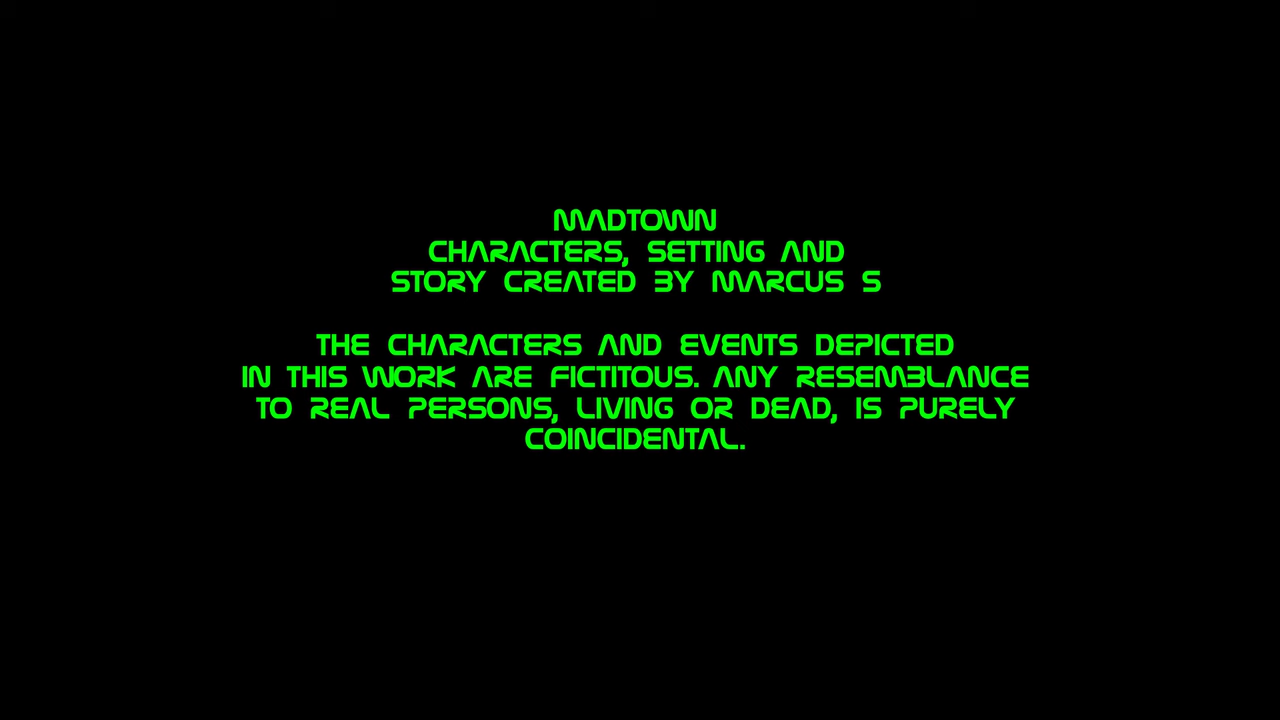 MADTOWN
CHARACTERS, SETTING AND
STORY CREATED BY MARCUS S
THE CHARACTERS AND EVENTS DEPICTED
IN THIS WORK ARE FICTITOUS. ANY RESEMBLANCE
TO REAL PERSONS, LIVING OR DEAD, IS PURELY
COINCIDENTAL.